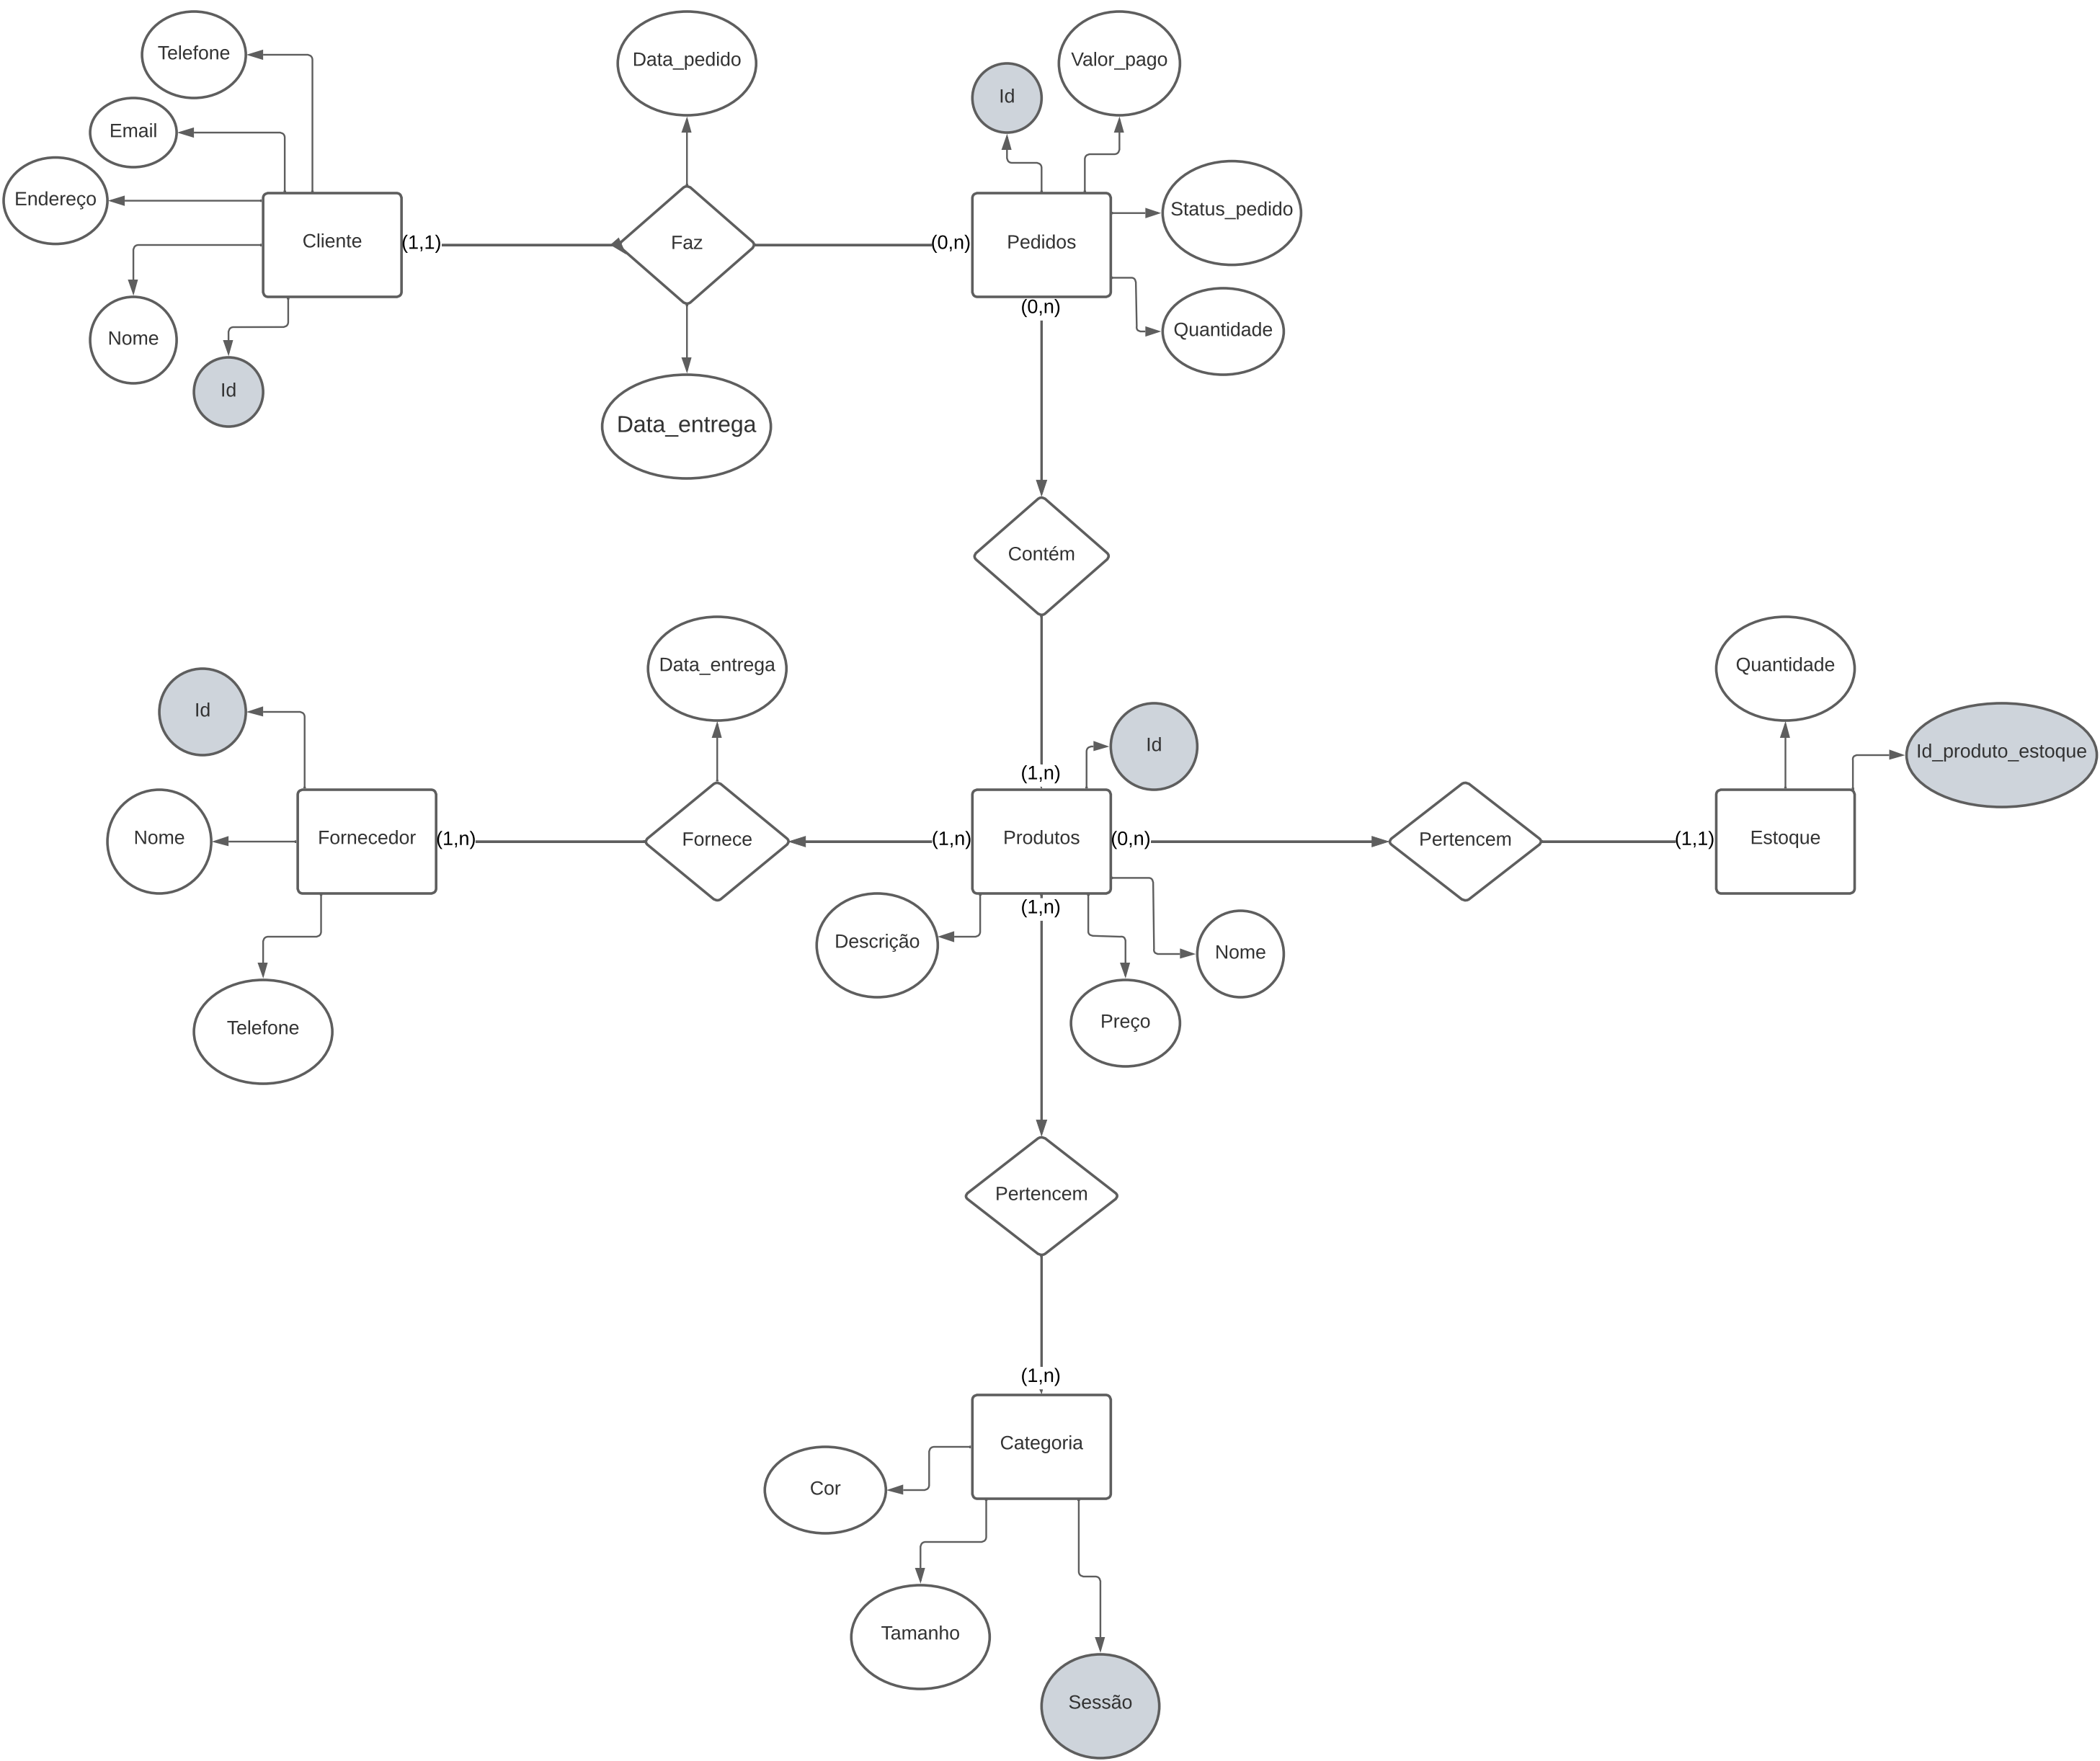 Telefone
Data_pedido
Valor_pago
Id
Email
Endereço
Status_pedido
Cliente
(1,1)
Faz
(0,n)
Pedidos
(0,n)
Quantidade
Nome
Id
Data_entrega
Contém
Data_entrega
Quantidade
Id
Id
Id_produto_estoque
(1,n)
Nome
Fornecedor
(1,n)
Fornece
(1,n)
Produtos
(0,n)
Pertencem
(1,1)
Estoque
(1,n)
Descrição
Nome
Preço
Telefone
Pertencem
(1,n)
Categoria
Cor
Tamanho
Sessão